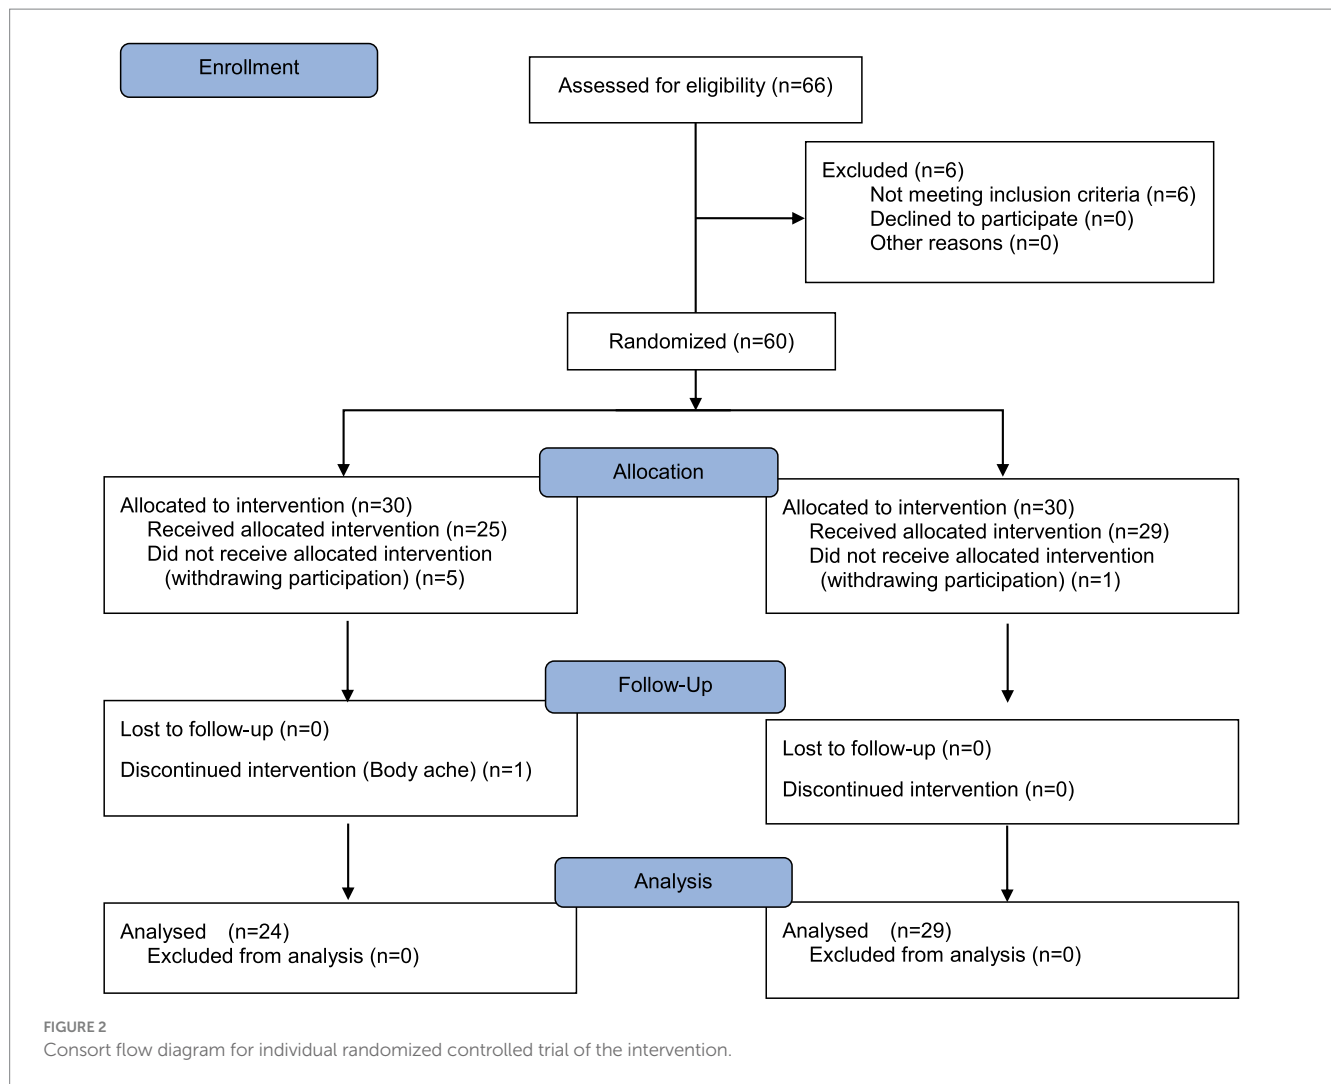 Enrollment
Assessed for eligibility (n=66)
Excluded (n=6)
Not meeting inclusion criteria (n=6)
Declined to participate (n=0)
Other reasons (n=0)
Randomized (n=60)
Allocation
Allocated to intervention (n=30)
Received allocated intervention (n=25)
Did not receive allocated intervention
(withdrawing participation) (n=5)
Allocated to intervention (n=30)
Received allocated intervention (n=29)
Did not receive allocated intervention
(withdrawing participation) (n=1)
Follow-Up
Lost to follow-up (n=0)
Discontinued intervention (Body ache) (n=1)
Lost to follow-up (n=0)
Discontinued intervention (n=0)
Analysis
Analysed (n=24)
Excluded from analysis (n=0)
Analysed (n=29)
Excluded from analysis (n=0)
FIGURE 2
Consort flow diagram for individual randomized controlled trial of the intervention.